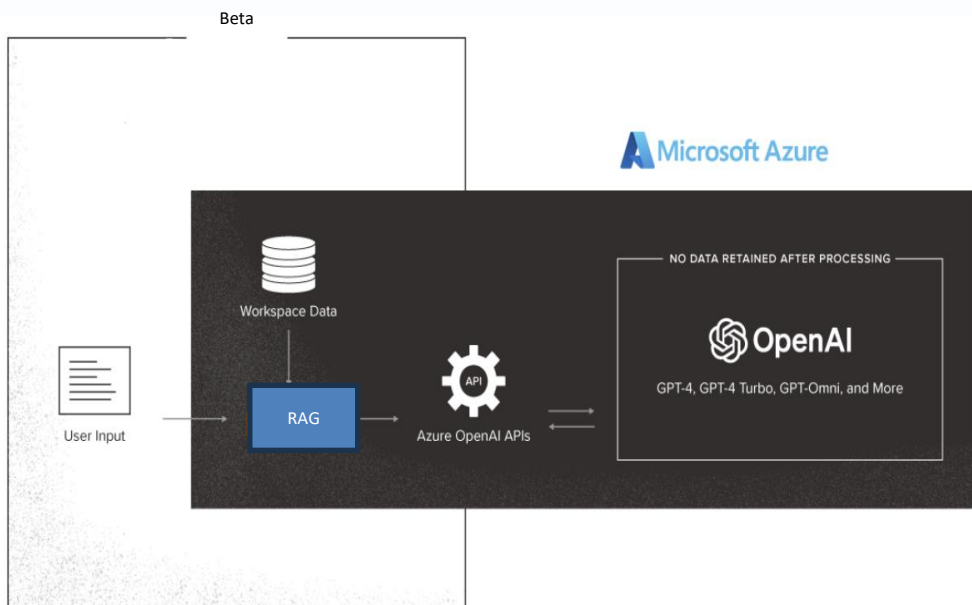 Beta
Microsoft Azure
NO DATA RETAINED AFTER PROCESSING
Workspace Data
OpenAI
GPT-4, GPT-4 Turbo, GPT-Omni, and More
API
RAG
User Input
Azure OpenAI APIs